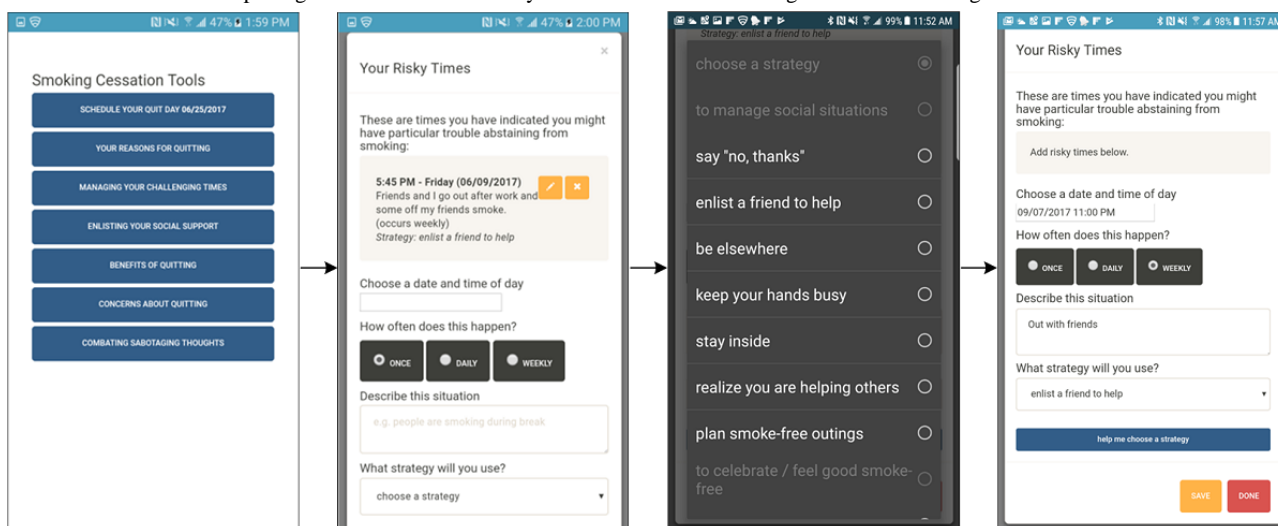 47% 1:59 PM
Smoking Cessation Tools
SCHEDULE YOUR QUIT DAY 06/25/2017
YOUR REASONS FOR QUITTING
MANAGING YOUR CHALLENGING TIMES
ENLISTING YOUR SOCIAL SUPPORT
BENEFITS OF QUITTING
CONCERNS ABOUT QUITTING
COMBATING SABOTAGING THOUGHTS
47% 2:00 PM
×
Your Risky Times
These are times you have indicated you might
have particular trouble abstaining from
smoking:
5:45 PM - Friday (06/09/2017)
Friends and I go out after work and
some off my friends smoke.
(occurs weekly)
Strategy: enlist a friend to help
Choose a date and time of day
How often does this happen?
ONCE DAILY WEEKLY
Describe this situation
e.g. people are smoking during break
What strategy will you use?
choose a strategy
99% 11:52 AM
Strategy: enlist a friend to help
choose a strategy
to manage social situations
say "no, thanks"
enlist a friend to help
be elsewhere
keep your hands busy
stay inside
realize you are helping others
plan smoke-free outings
to celebrate / feel good smoke-
free
98% 11:57 AM
Your Risky Times
These are times you have indicated you might
have particular trouble abstaining from
smoking:
Add risky times below.
Choose a date and time of day
09/07/2017 11:00 PM
How often does this happen?
ONCE DAILY WEEKLY
Describe this situation
Out with friends
What strategy will you use?
enlist a friend to help
help me choose a strategy
SAVE DONE